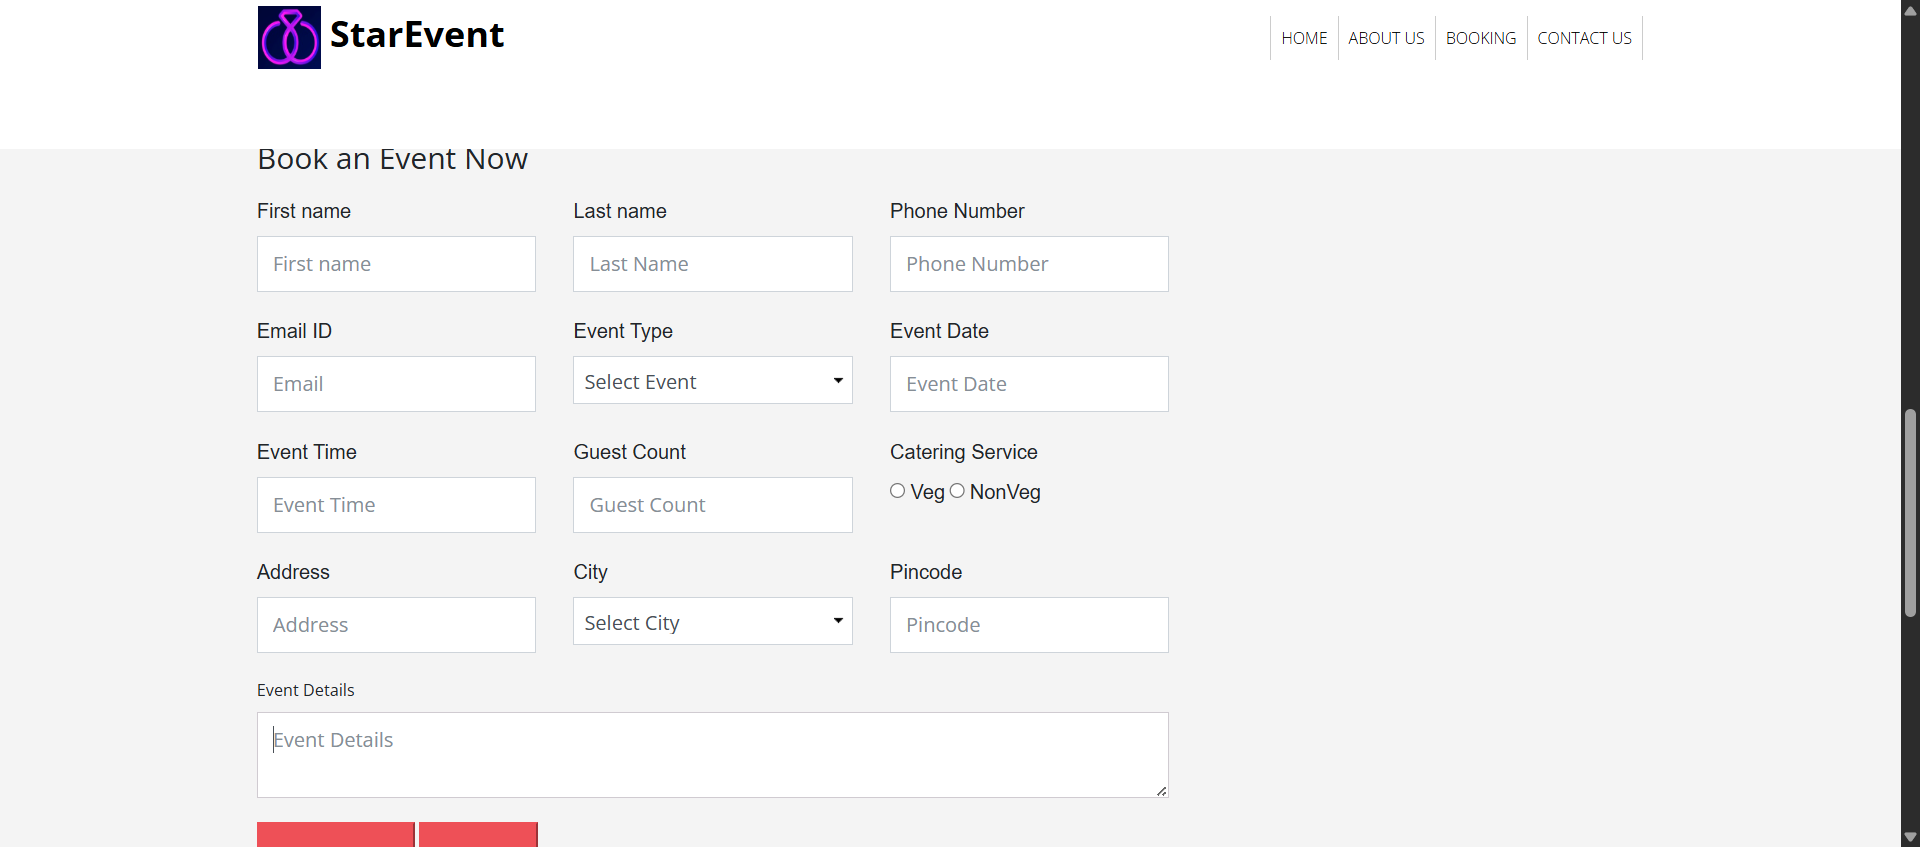 StarEvent
HOME ABOUT US BOOKING CONTACT US
Book an Event Now
First name Last name Phone Number
First name Last Name Phone Number
Email ID Event Type Event Date
Email Select Event Event Date
Event Time Guest Count Catering Service
Event Time Guest Count Veg NonVeg
Address City Pincode
Address Select City Pincode
Event Details
Event Details